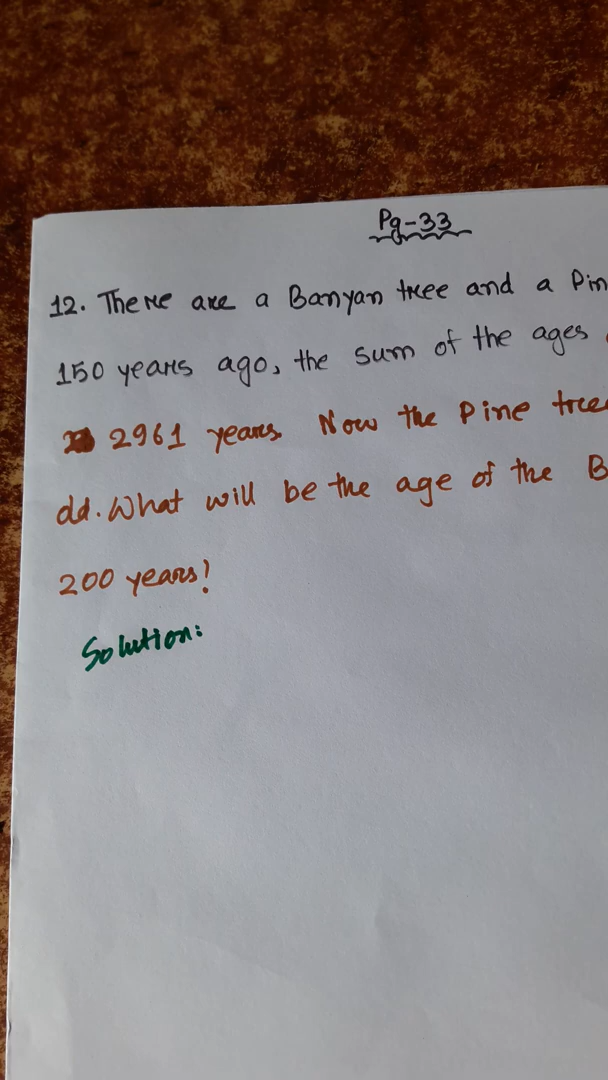 Pg-33
12. There are a Banyan tree and a Pin
150 years ago, the sum of the ages
2961 years. Now the Pine tree
dd. What will be the age of the B
200 years!
Solution: